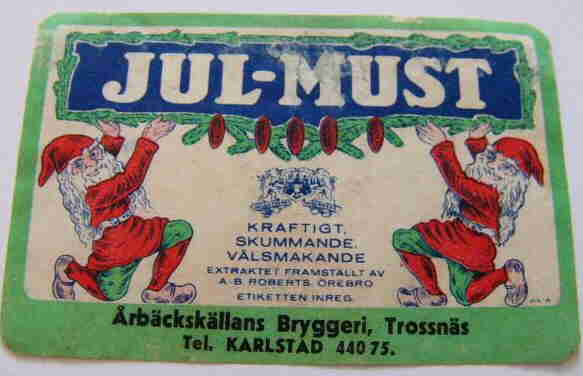 JUL-MUST
KRAFTIGT,
SKUMMANDE,
VÄLSMAKANDE
EXTRAKTET FRAMSTÄLLT AV
A. B. ROBERTS, ÖREBRO
ETIKETTEN INREG.
Årbäckskällans Bryggeri, Trossnäs
Tel. KARLSTAD 440 75.